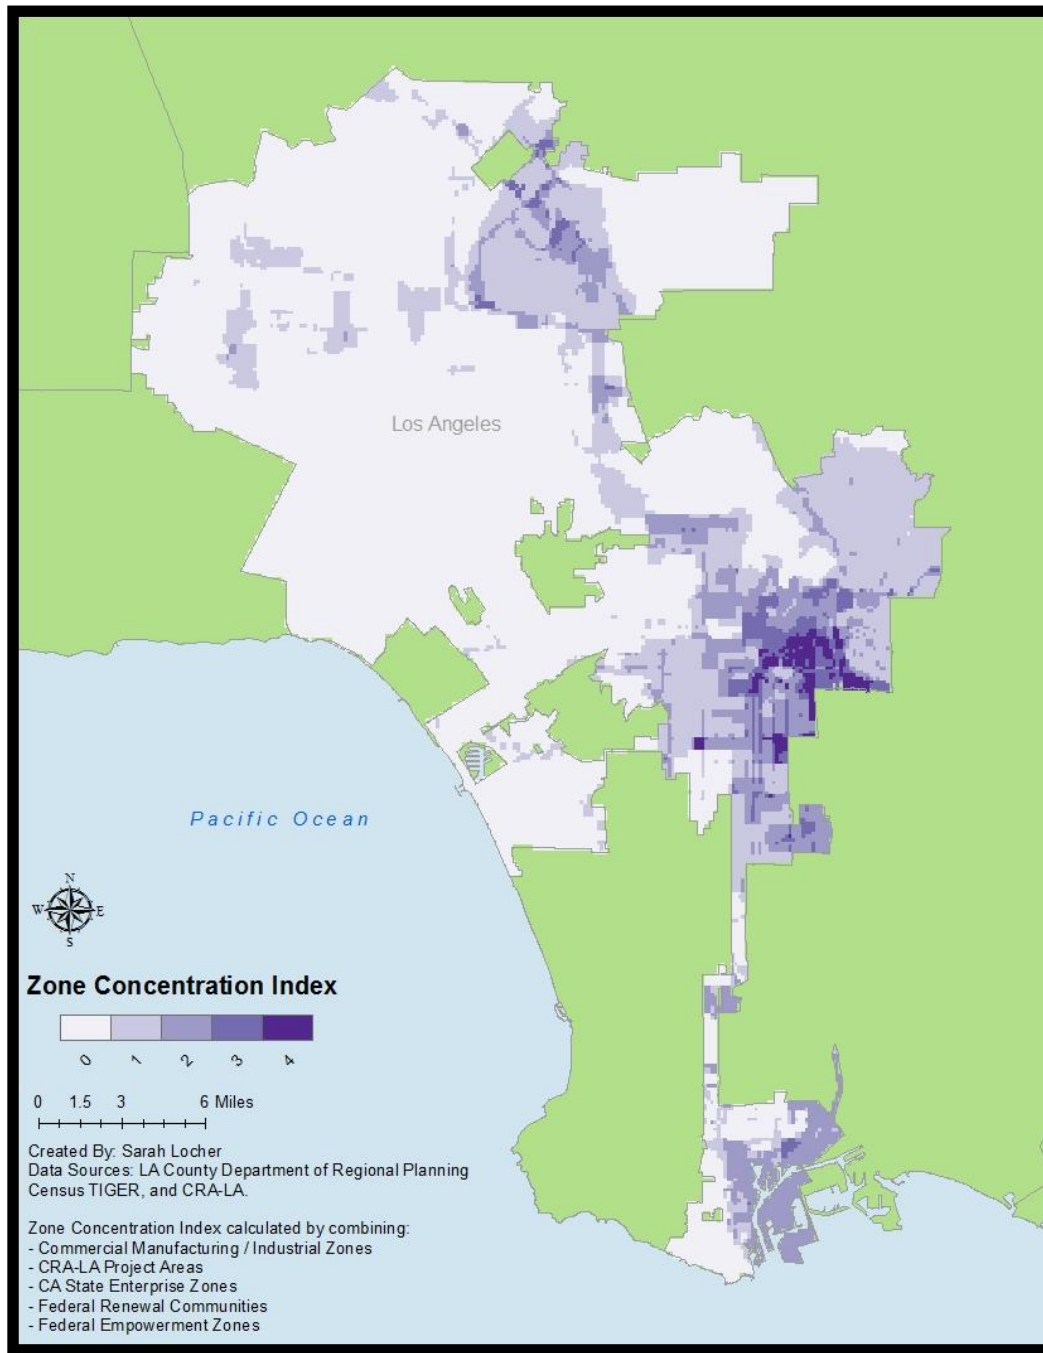 Los Angeles
Pacific Ocean
N
W E
S
Zone Concentration Index
0 1 2 3 4
0 1.5 3 6 Miles
Created By: Sarah Locher
Data Sources: LA County Department of Regional Planning
Census TIGER, and CRA-LA.
Zone Concentration Index calculated by combining:
- Commercial Manufacturing / Industrial Zones
- CRA-LA Project Areas
- CA State Enterprise Zones
- Federal Renewal Communities
- Federal Empowerment Zones